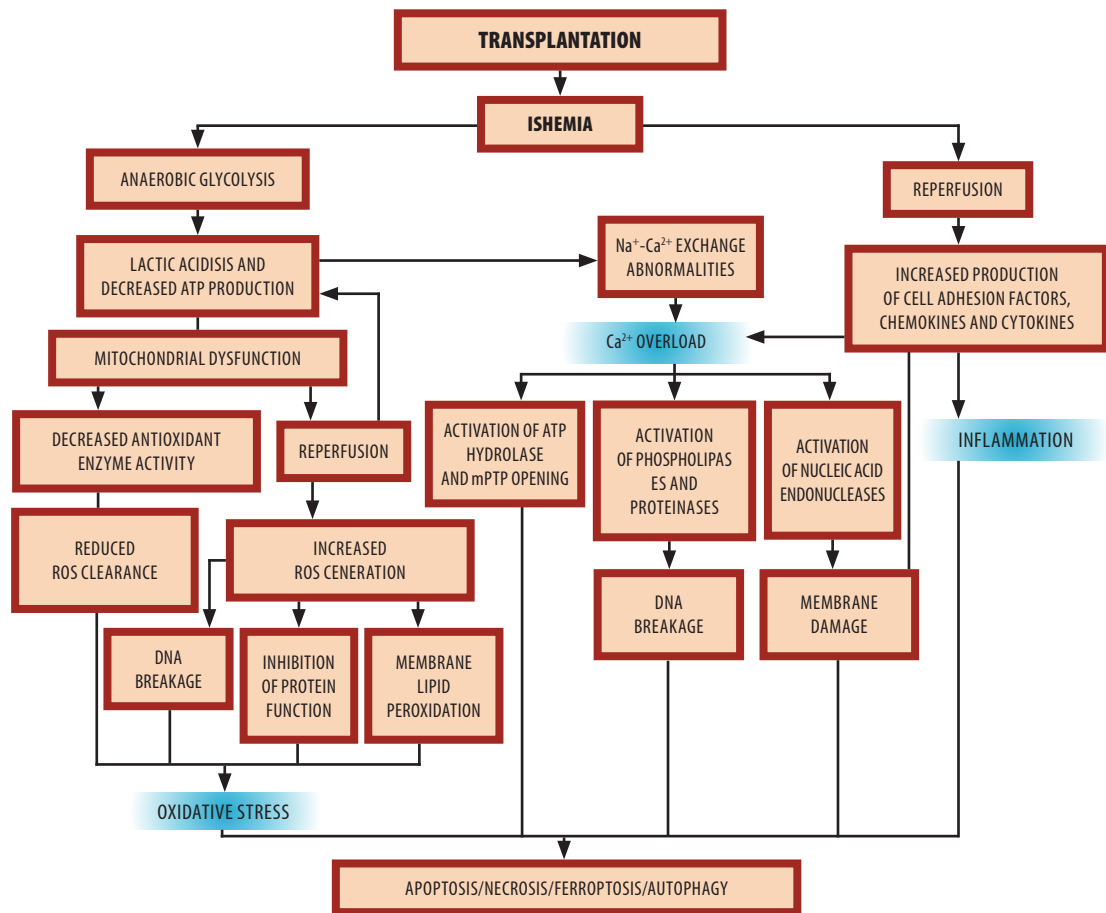 TRANSPLANTATION
ISHEMIA
ANAEROBIC GLYCOLYSIS
REPERFUSION
LACTIC ACIDISIS AND
DECREASED ATP PRODUCTION
Na⁺-Ca²⁺ EXCHANGE
ABNORMALITIES
INCREASED PRODUCTION
OF CELL ADHESION FACTORS,
CHEMOKINES AND CYTOKINES
MITOCHONDRIAL DYSFUNCTION
Ca²⁺ OVERLOAD
DECREASED ANTIOXIDANT
ENZYME ACTIVITY
REPERFUSION
ACTIVATION OF ATP
HYDROLASE
AND mPTP OPENING
ACTIVATION
OF PHOSPHOLIPAS
ES AND
PROTEINASES
ACTIVATION
OF NUCLEIC ACID
ENDONUCLEASES
INFLAMMATION
REDUCED
ROS CLEARANCE
INCREASED
ROS CENERATION
DNA
BREAKAGE
MEMBRANE
DAMAGE
DNA
BREAKAGE
INHIBITION
OF PROTEIN
FUNCTION
MEMBRANE
LIPID
PEROXIDATION
OXIDATIVE STRESS
APOPTOSIS/NECROSIS/FERROPTOSIS/AUTOPHAGY